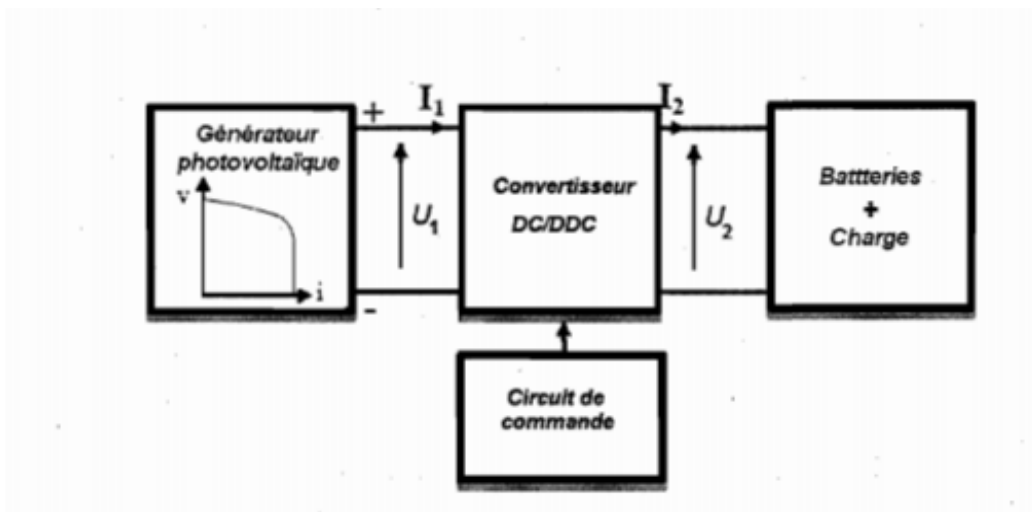 Générateur
photovoltaïque
v
i
+
-
I₁
U₁
Convertisseur
DC/DDC
I₂
U₂
Battteries
+
Charge
Circuit de
commande